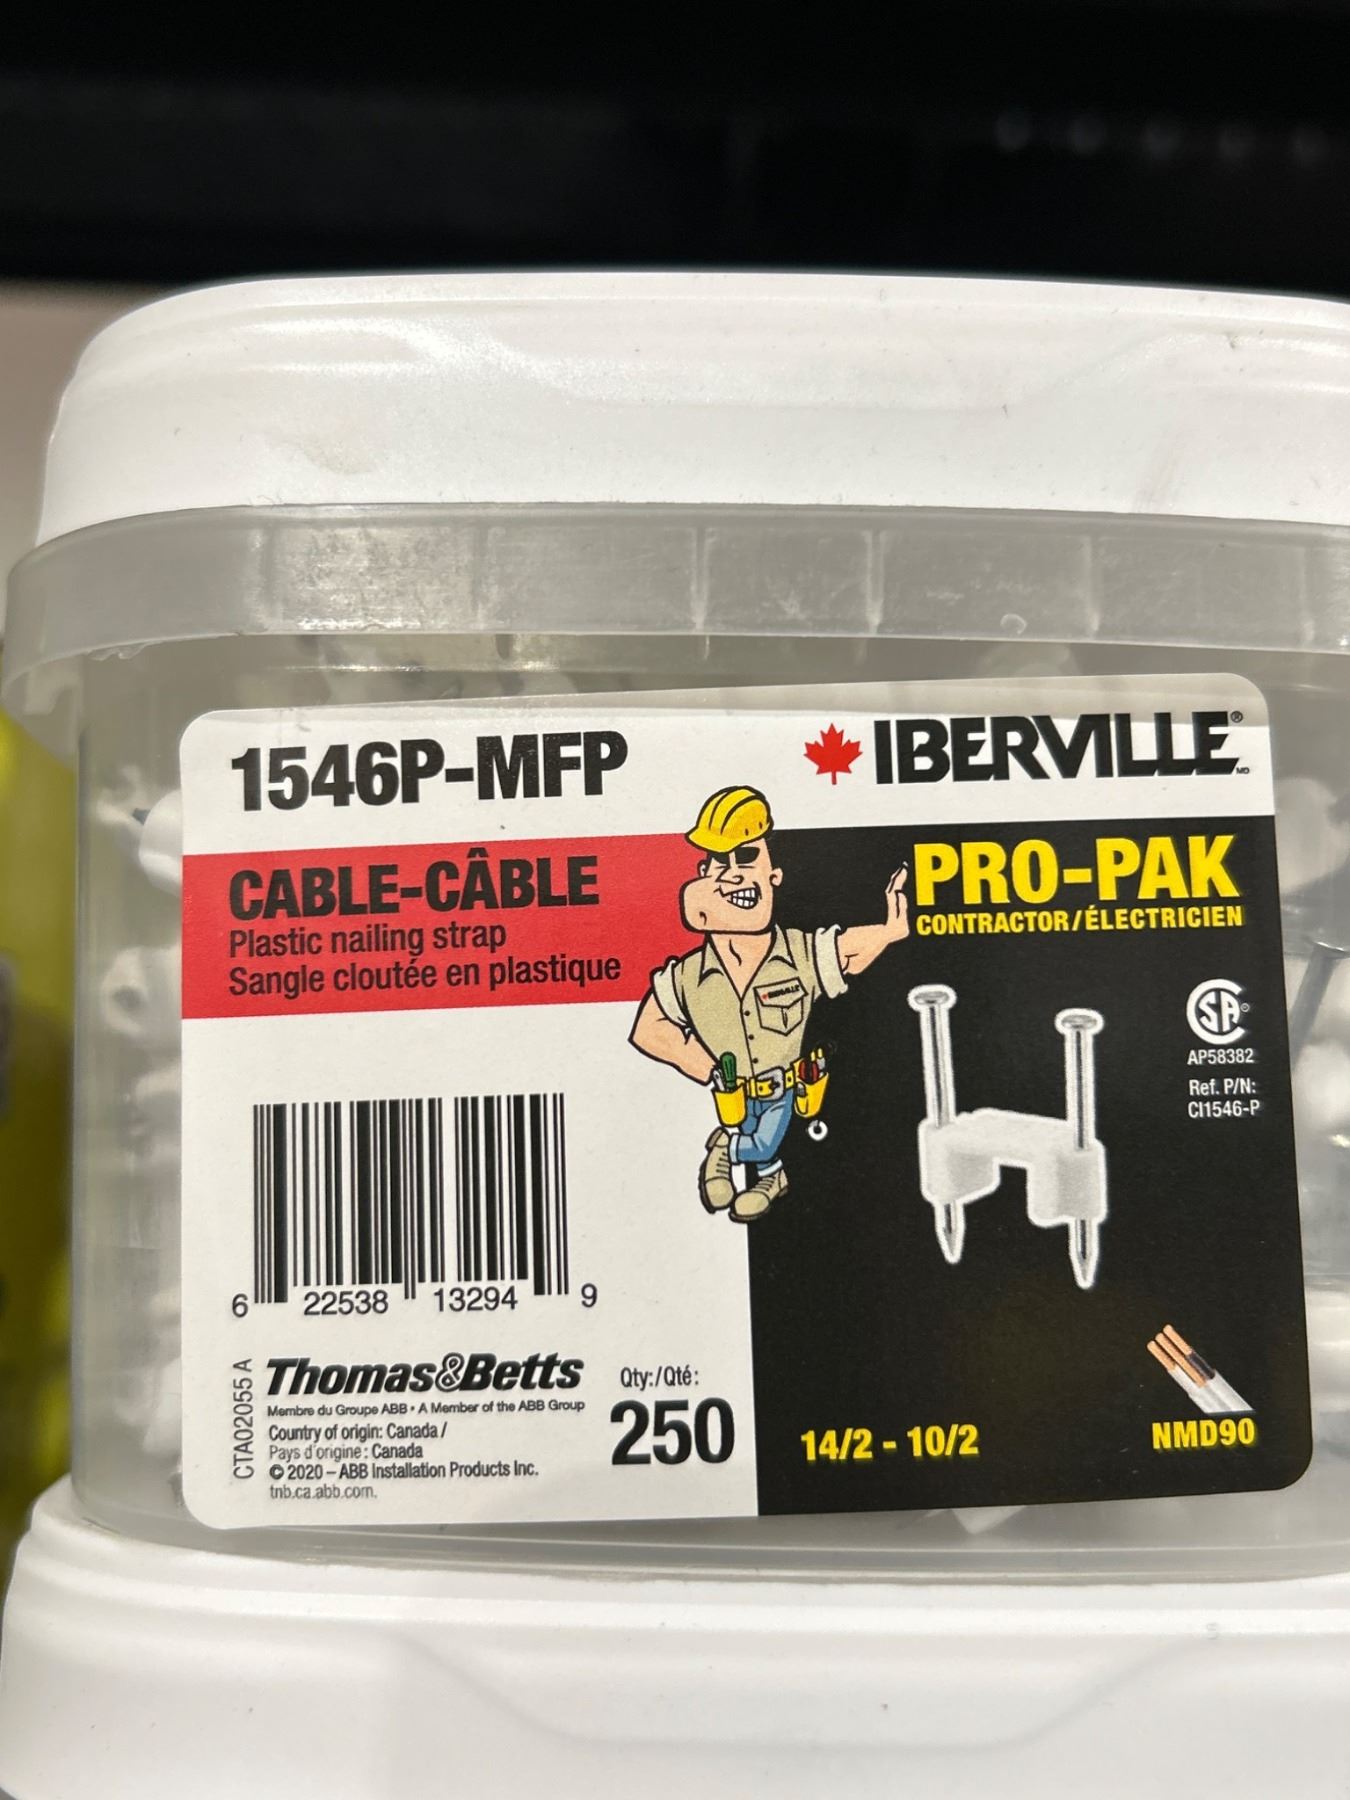 1546P-MFP
IBERVILLE®
MD
CABLE-CÂBLE
Plastic nailing strap
Sangle cloutée en plastique
PRO-PAK
CONTRACTOR/ÉLECTRICIEN
IBERVILLE
SA
AP58382
Ref. P/N:
CI1546-P
6 22538 13294 9
CTA02055 A
Thomas&Betts
Membre du Groupe ABB • A Member of the ABB Group
Country of origin: Canada /
Pays d'origine : Canada
© 2020 – ABB Installation Products Inc.
tnb.ca.abb.com.
Qty:/Qté:
250
14/2 - 10/2
NMD90